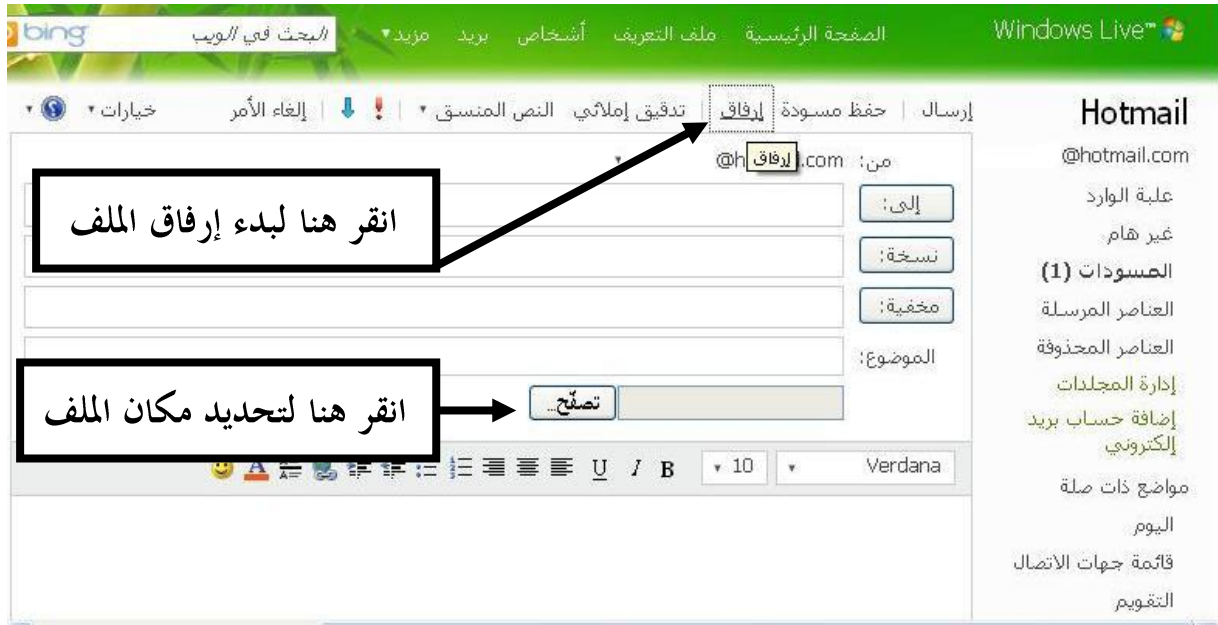 Windows Live™ الصفحة الرئيسية ملف التعريف أشخاص بريد مزيد البحث في الويب bing
Hotmail
إرسال | حفظ مسودة إرفاق | تدقيق إملائي النص المنسق | ! | إلغاء الأمر خيارات
@hotmail.com
من: @h .com
إرفاق
علبة الوارد
إلى:
انقر هنا لبدء إرفاق الملف
غير هام
نسخة:
المسودات (1)
العناصر المرسلة
مخفية:
العناصر المحذوفة
الموضوع:
إدارة المجلدات
تصفّح...
انقر هنا لتحديد مكان الملف
إضافة حساب بريد
إلكتروني
Verdana 10 B I U A
مواضع ذات صلة
اليوم
قائمة جهات الاتصال
التقويم